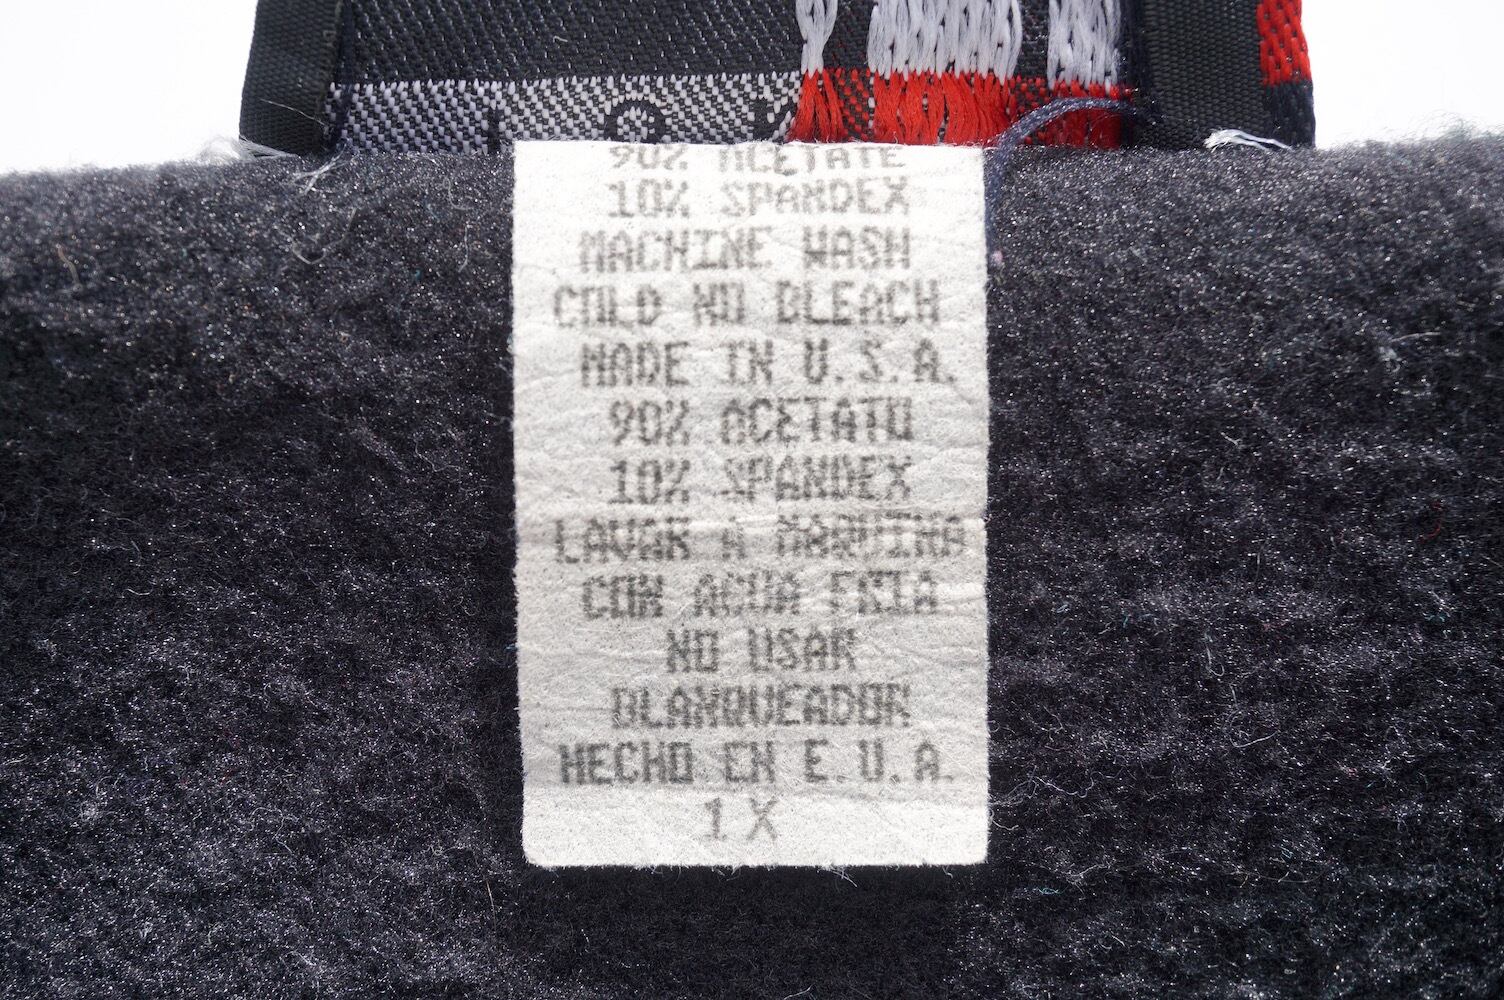 90% ACETATE
10% SPANDEX
MACHINE WASH
COLD NO BLEACH
MADE IN U.S.A.
90% ACETATO
10% SPANDEX
LAVAR A MAQUINA
CON AGUA FRIA
NO USAR
BLANQUEADOR
HECHO EN E.U.A.
1X